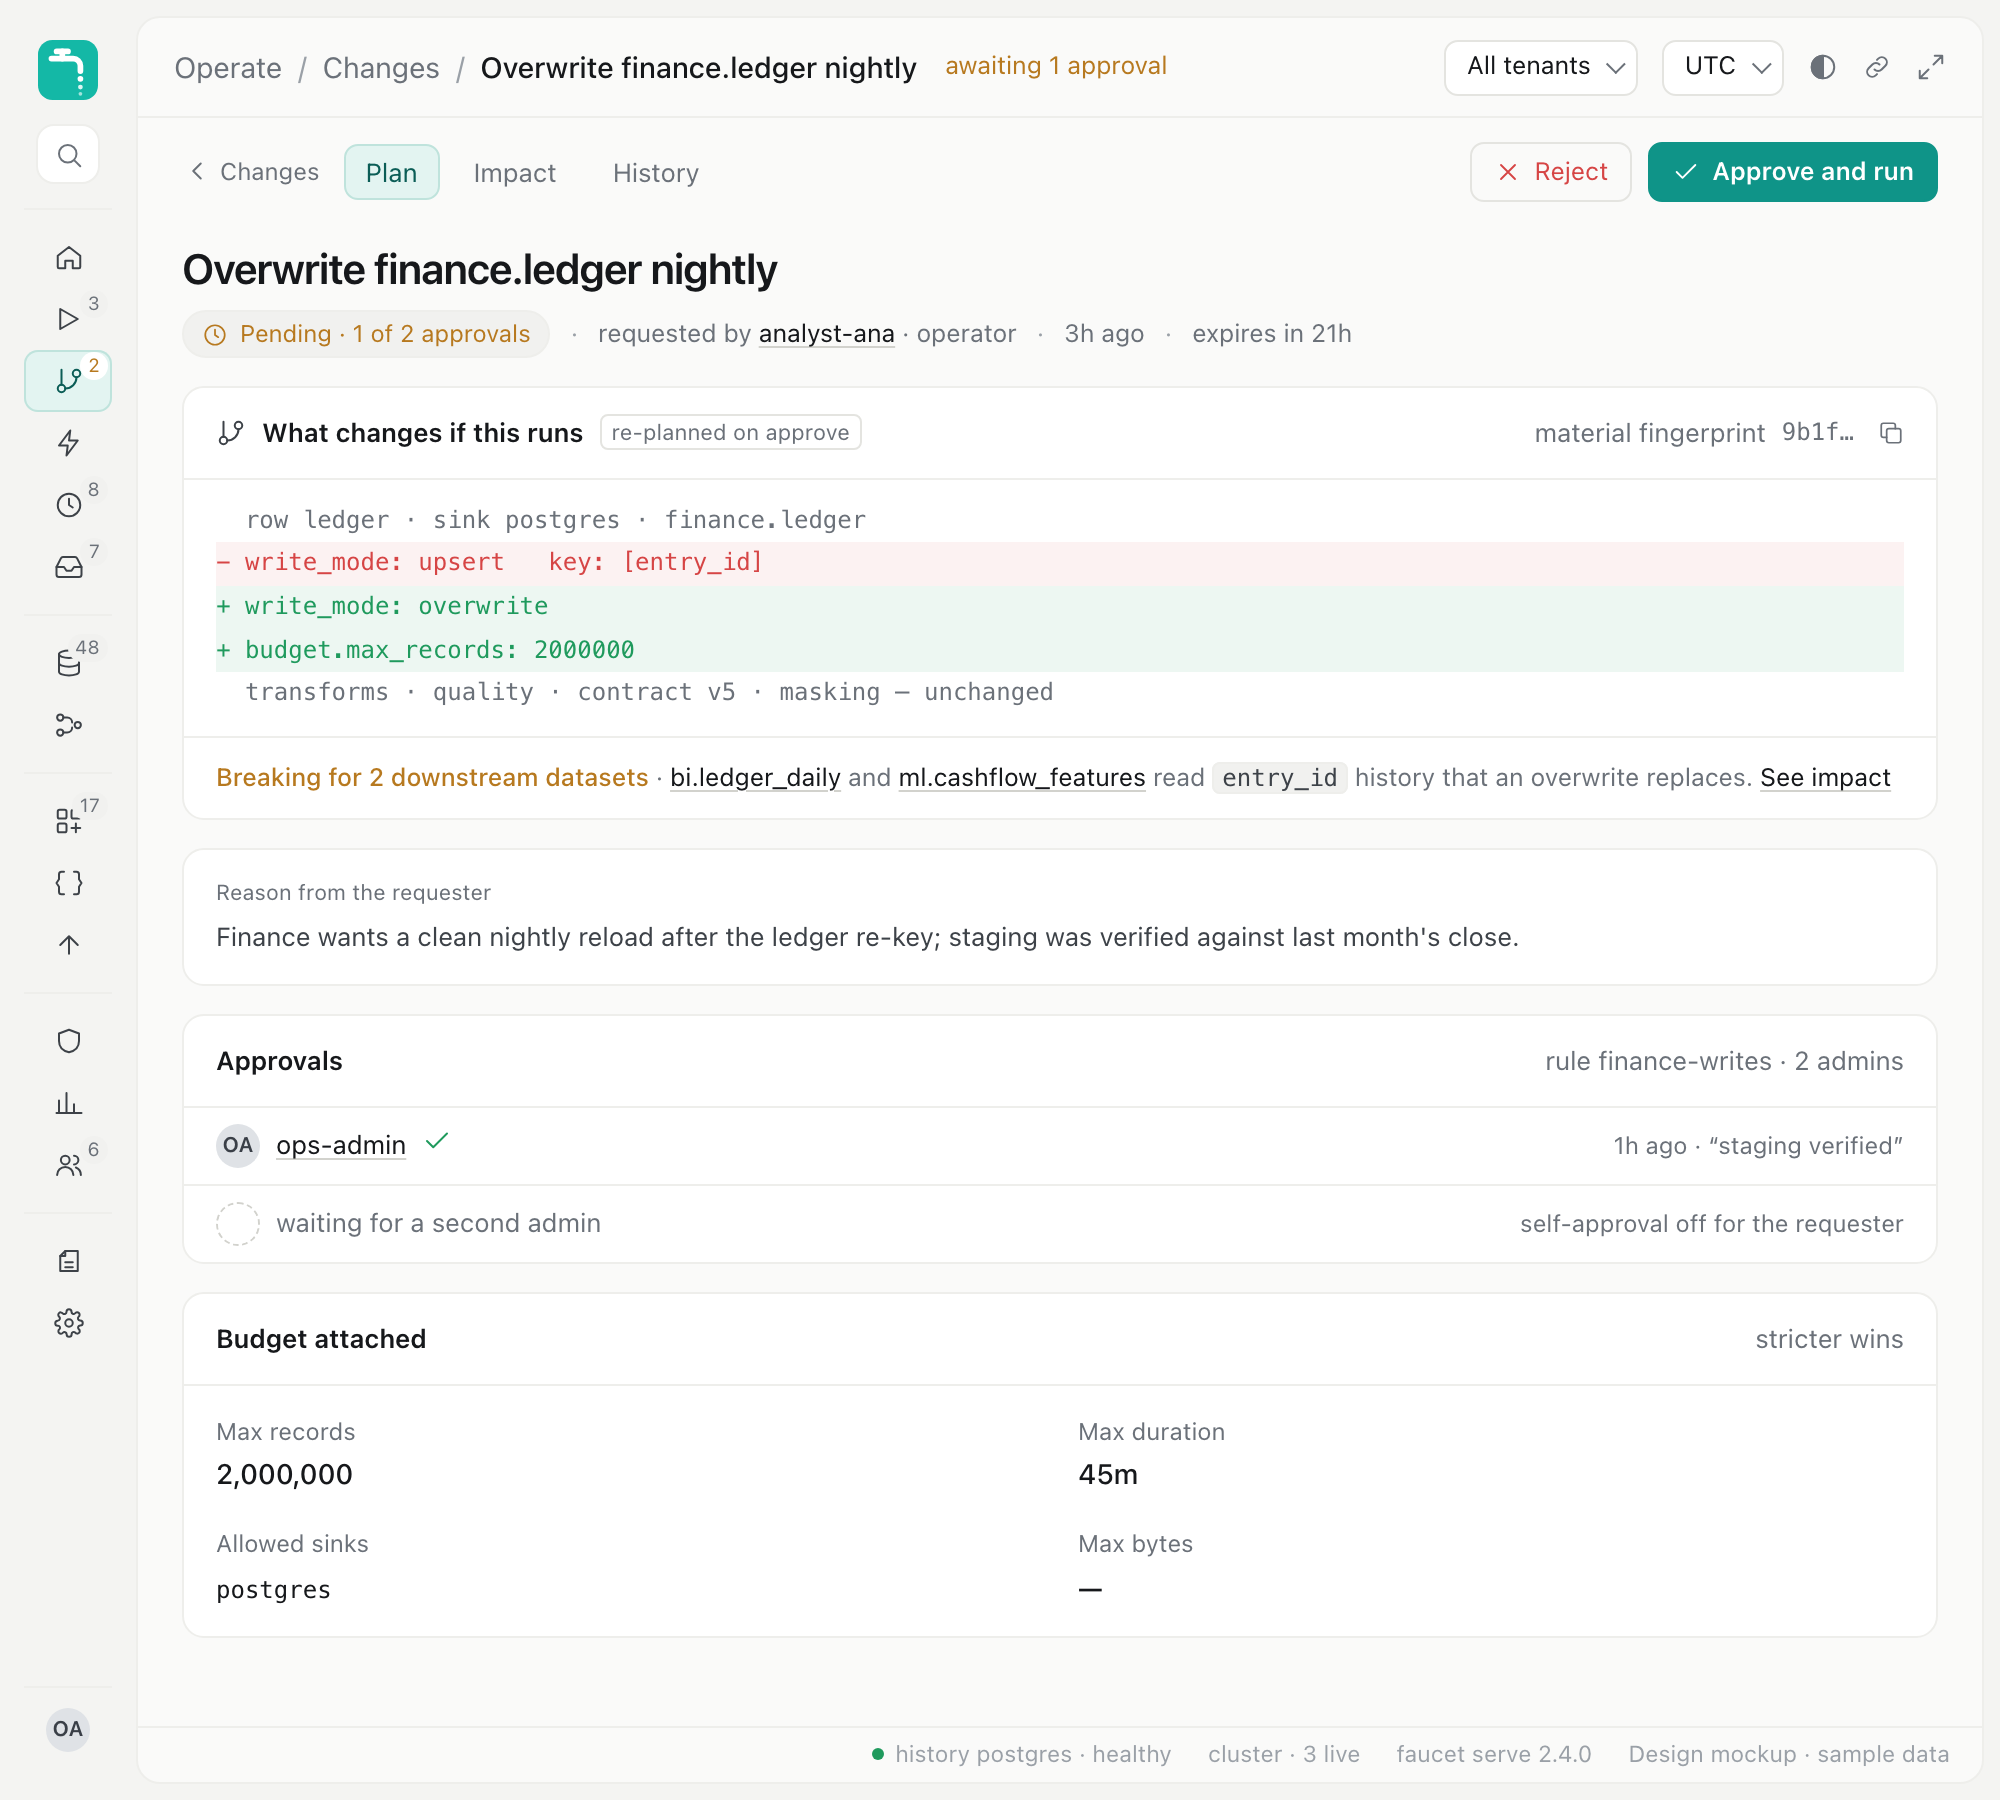 Operate / Changes / Overwrite finance.ledger nightly awaiting 1 approval All tenants UTC
Changes Plan Impact History Reject Approve and run
Overwrite finance.ledger nightly
Pending · 1 of 2 approvals · requested by analyst-ana · operator · 3h ago · expires in 21h
3
2
8
7
48
17
6
What changes if this runs re-planned on approve material fingerprint 9b1f…
row ledger · sink postgres · finance.ledger
− write_mode: upsert key: [entry_id]
+ write_mode: overwrite
+ budget.max_records: 2000000
transforms · quality · contract v5 · masking — unchanged
Breaking for 2 downstream datasets · bi.ledger_daily and ml.cashflow_features read entry_id history that an overwrite replaces. See impact
Reason from the requester
Finance wants a clean nightly reload after the ledger re-key; staging was verified against last month's close.
Approvals rule finance-writes · 2 admins
OA ops-admin 1h ago · “staging verified”
waiting for a second admin self-approval off for the requester
Budget attached stricter wins
Max records Max duration
2,000,000 45m
Allowed sinks Max bytes
postgres —
OA
history postgres · healthy cluster · 3 live faucet serve 2.4.0 Design mockup · sample data